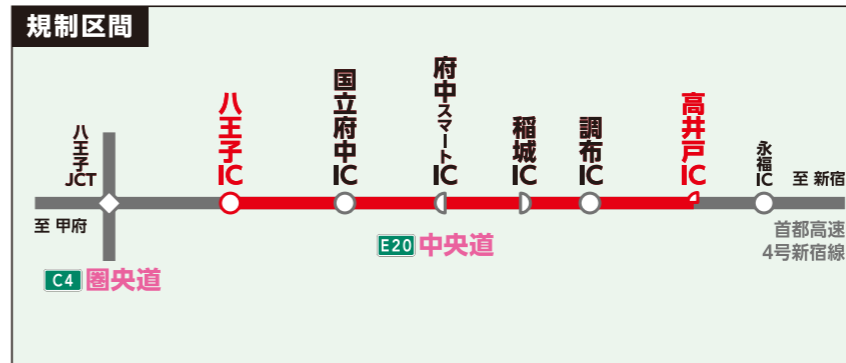 規制区間
八王子JCT
八王子IC
国立府中IC
府中スマートIC
稲城IC
調布IC
高井戸IC
永福IC
至 新宿
至 甲府
首都高速
4号新宿線
E20 中央道
C4 圏央道